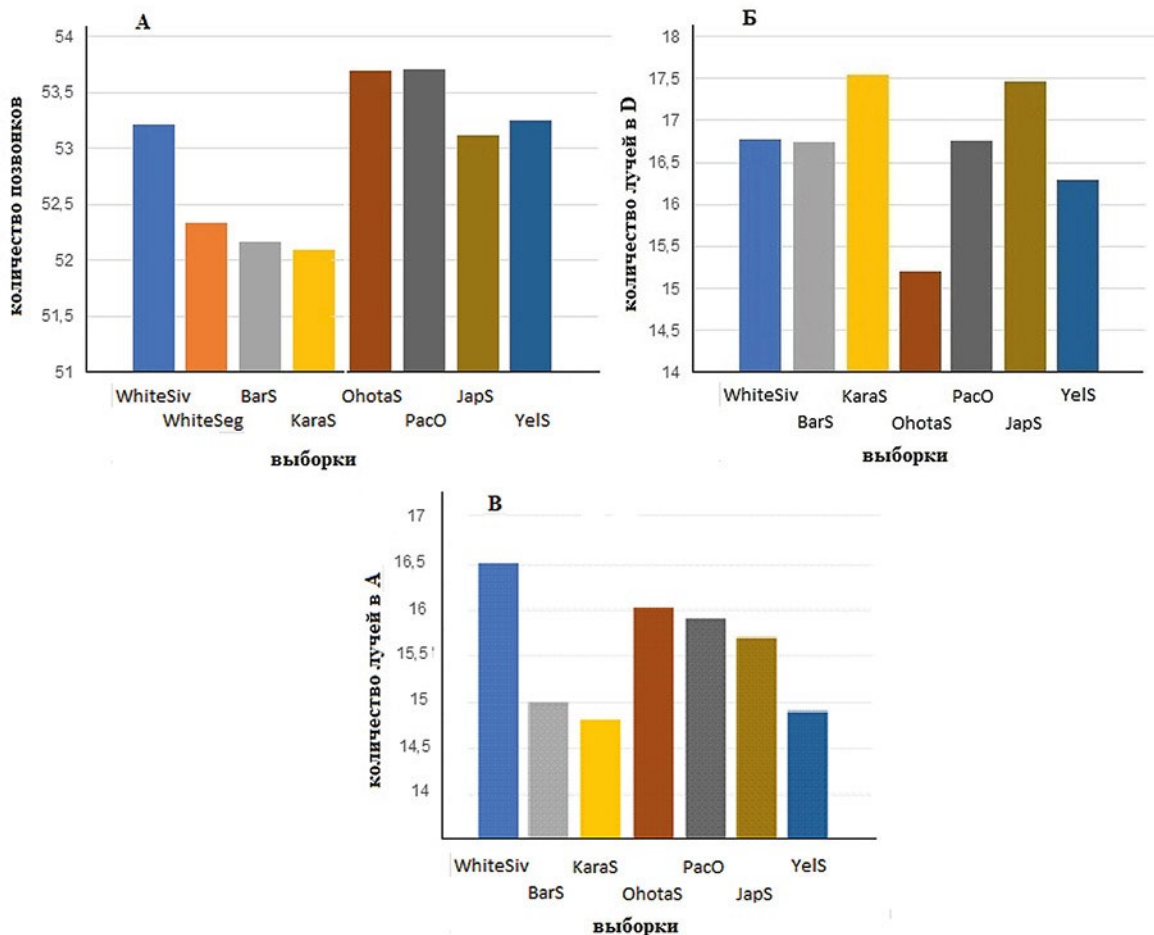 А
количество позвонков
54
53,5
53
52,5
52
51,5
51
WhiteSiv BarS OhotaS JapS
WhiteSeg KaraS PacO YelS
выборки
Б
количество лучей в D
18
17,5
17
16,5
16
15,5
15
14,5
14
WhiteSiv KaraS PacO YelS
BarS OhotaS JapS
выборки
В
количество лучей в А
17
16,5
16
15,5
15
14,5
14
WhiteSiv KaraS PacO YelS
BarS OhotaS JapS
выборки